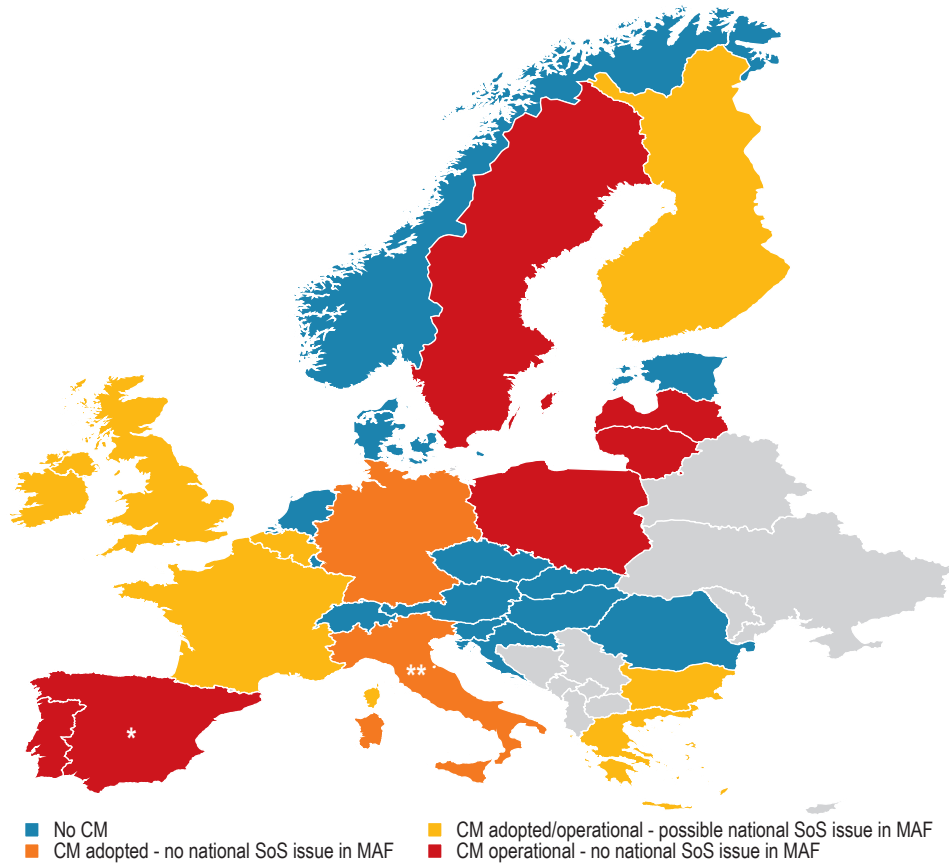 **
*
No CM
CM adopted - no national SoS issue in MAF
CM adopted/operational - possible national SoS issue in MAF
CM operational - no national SoS issue in MAF